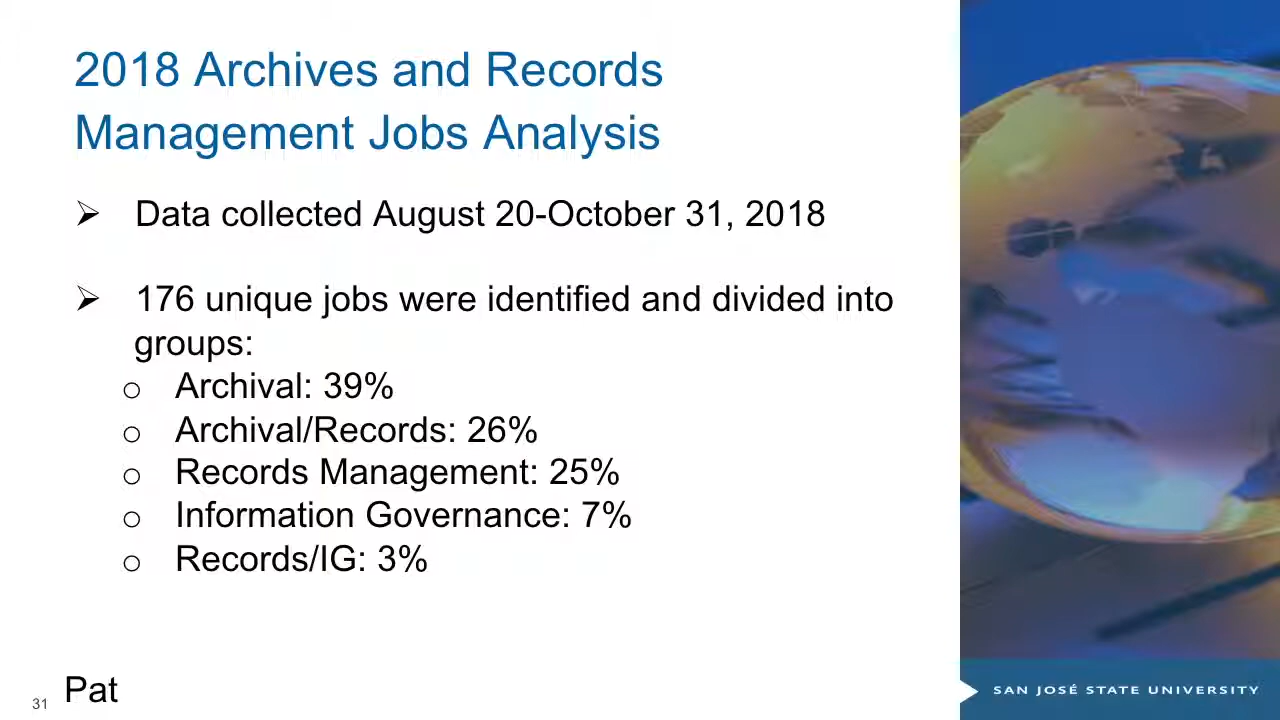 2018 Archives and Records
Management Jobs Analysis
➢ Data collected August 20-October 31, 2018
➢ 176 unique jobs were identified and divided into
groups:
o Archival: 39%
o Archival/Records: 26%
o Records Management: 25%
o Information Governance: 7%
o Records/IG: 3%
31 Pat
SAN JOSÉ STATE UNIVERSITY